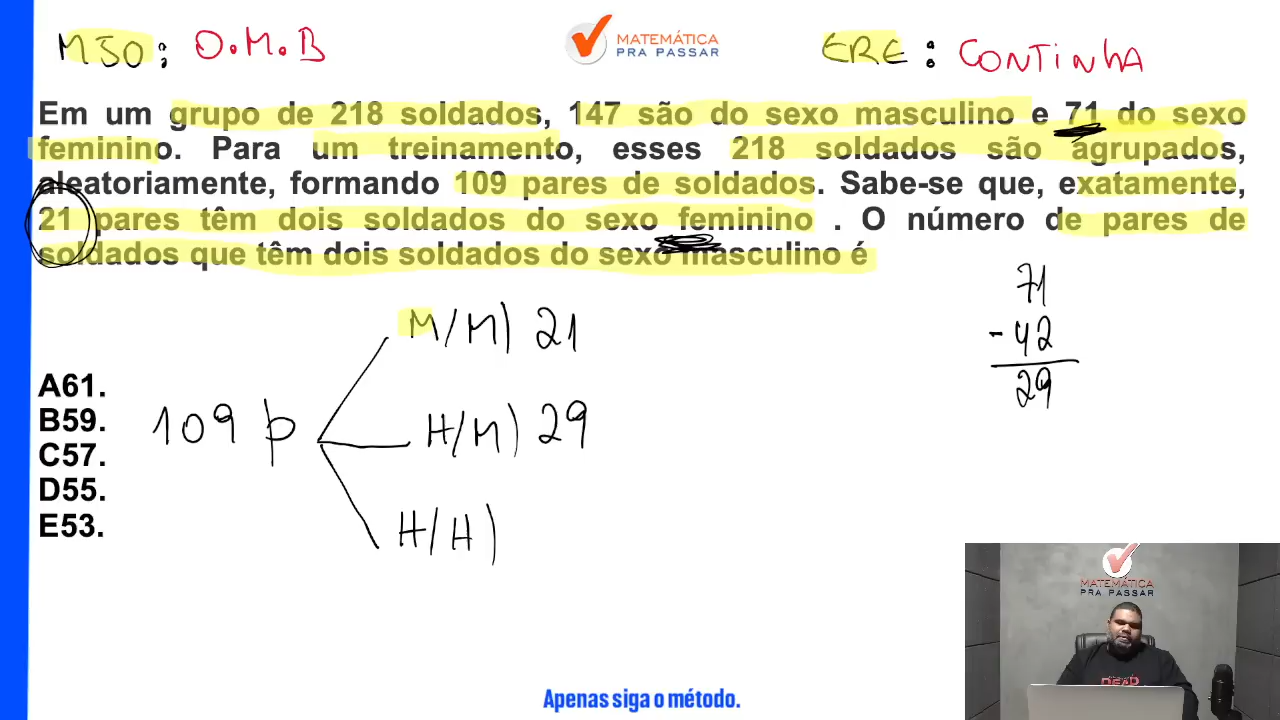 MJO: O.M.B
MATEMÁTICA
PRA PASSAR
ERE: CONTINHA
Em um grupo de 218 soldados, 147 são do sexo masculino e 71 do sexo
feminino. Para um treinamento, esses 218 soldados são agrupados,
aleatoriamente, formando 109 pares de soldados. Sabe-se que, exatamente,
21 pares têm dois soldados do sexo feminino . O número de pares de
soldados que têm dois soldados do sexo masculino é
71
- 42
29
M/M) 21
109 p
H/M) 29
H/H)
A61.
B59.
C57.
D55.
E53.
MATEMÁTICA
PRA PASSAR
Apenas siga o método.